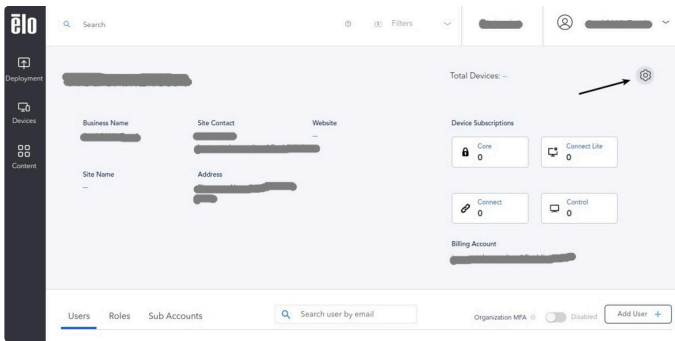 ēlo
Search
Filters
Deployment
Total Devices: --
Devices
Business Name
Site Contact
Website
--
Device Subscriptions
Core
0
Connect Lite
0
Content
Site Name
--
Address
Connect
0
Control
0
Billing Account
Users
Roles
Sub Accounts
Search user by email
Organization MFA
Disabled
Add User +